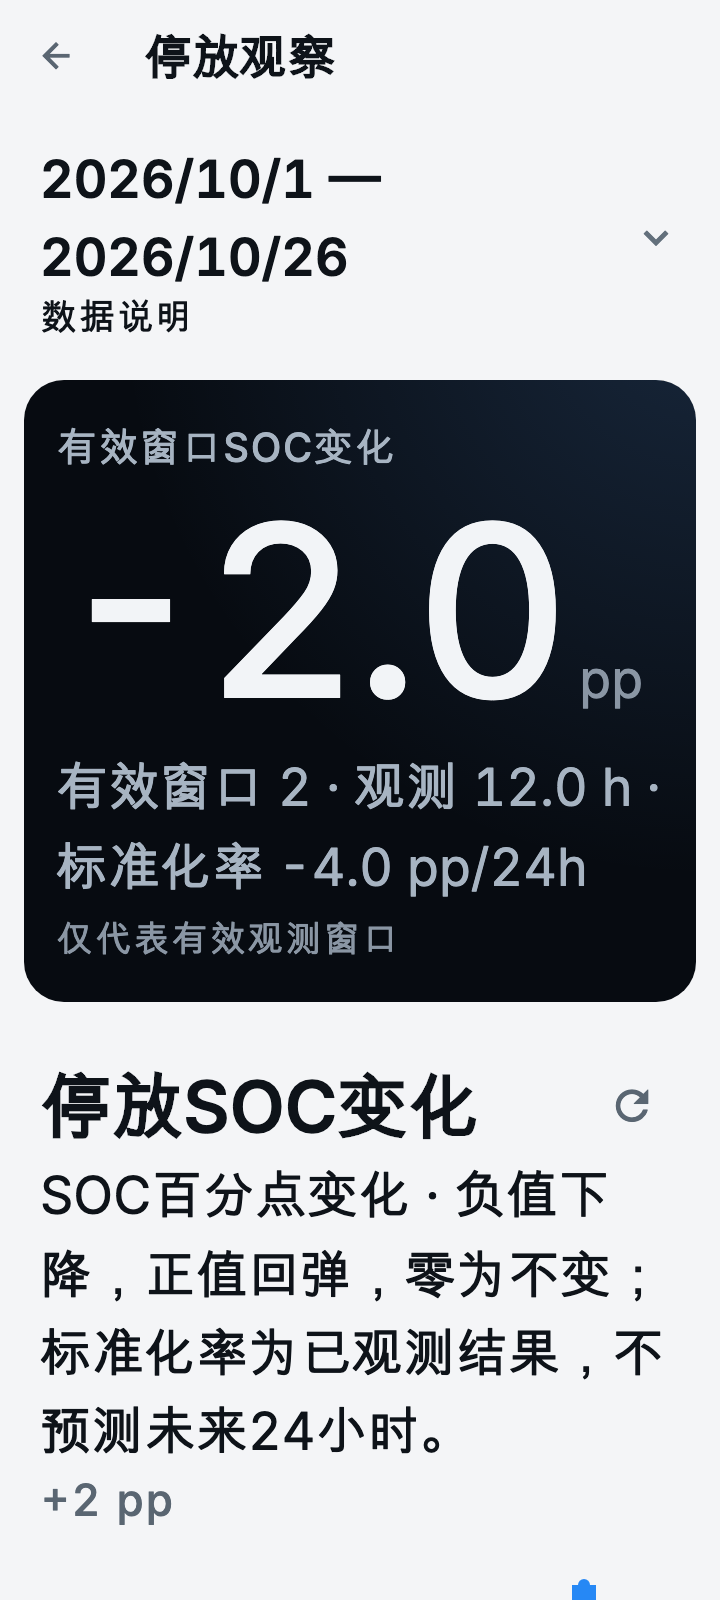 停放观察
2026/10/1 —
2026/10/26
数据说明
有效窗口SOC变化
-2.0 pp
有效窗口 2 · 观测 12.0 h ·
标准化率 -4.0 pp/24h
仅代表有效观测窗口
停放SOC变化
SOC百分点变化 · 负值下
降，正值回弹，零为不变；
标准化率为已观测结果，不
预测未来24小时。
+2 pp